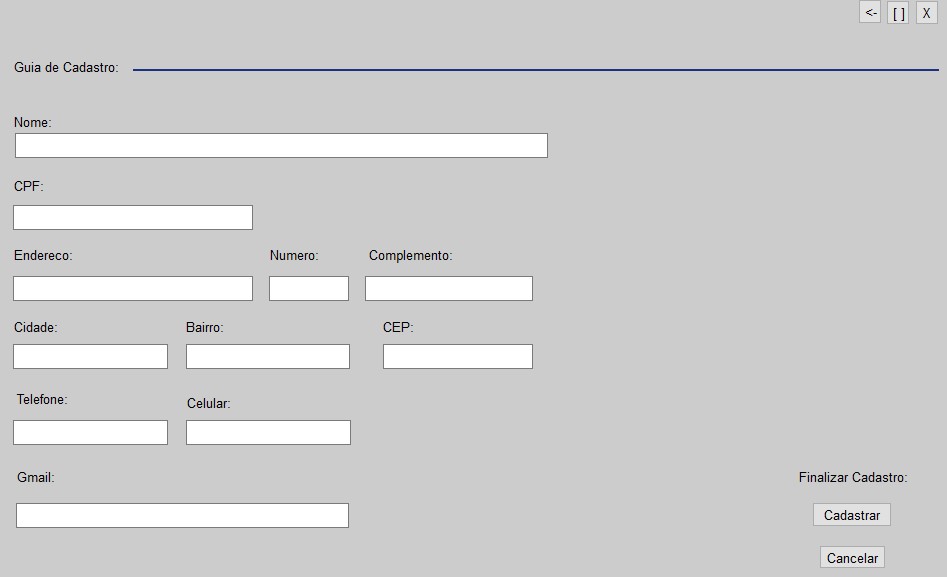 <- [ ] X
Guia de Cadastro:
Nome:
CPF:
Endereco: Numero: Complemento:
Cidade: Bairro: CEP:
Telefone: Celular:
Gmail: Finalizar Cadastro:
Cadastrar
Cancelar